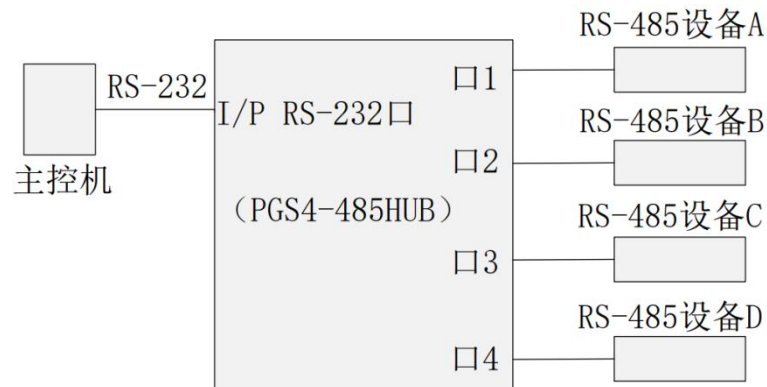 RS-485设备A
RS-232
口1
I/P RS-232口
RS-485设备B
主控机
口2
(PGS4-485HUB)
RS-485设备C
口3
RS-485设备D
口4